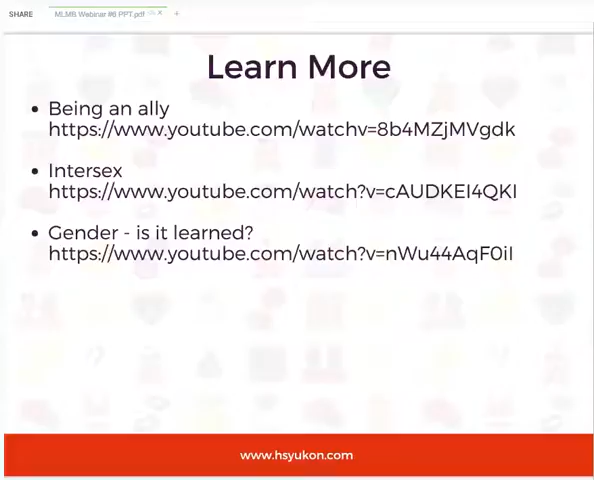 SHARE
MLMB Webinar #6 PPT.pdf
Learn More
• Being an ally
https://www.youtube.com/watchv=8b4MZjMVgdk
• Intersex
https://www.youtube.com/watch?v=cAUDKEI4QKI
• Gender - is it learned?
https://www.youtube.com/watch?v=nWu44AqF0iI
www.hsyukon.com